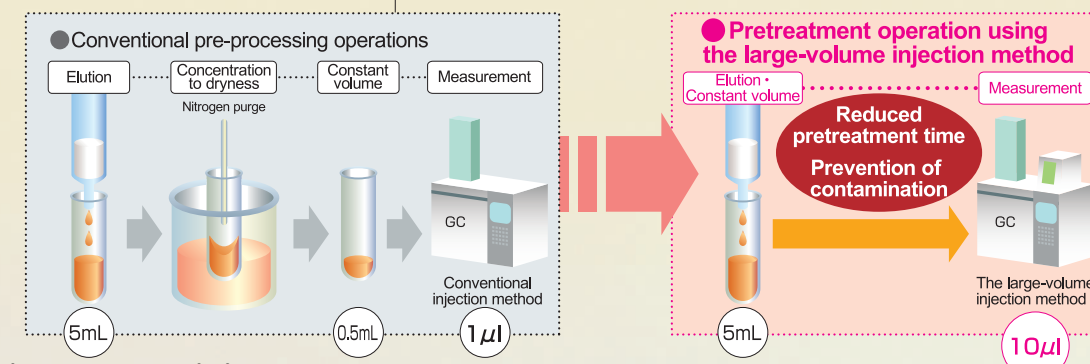 ●Conventional pre-processing operations
Elution
Concentration
to dryness
Constant
volume
Measurement
Nitrogen purge
GC
Conventional
injection method
5mL
0.5mL
1μl
●Pretreatment operation using
the large-volume injection method
Elution・
Constant volume
Measurement
Reduced
pretreatment time
Prevention of
contamination
GC
The large-volume
injection method
5mL
10μl